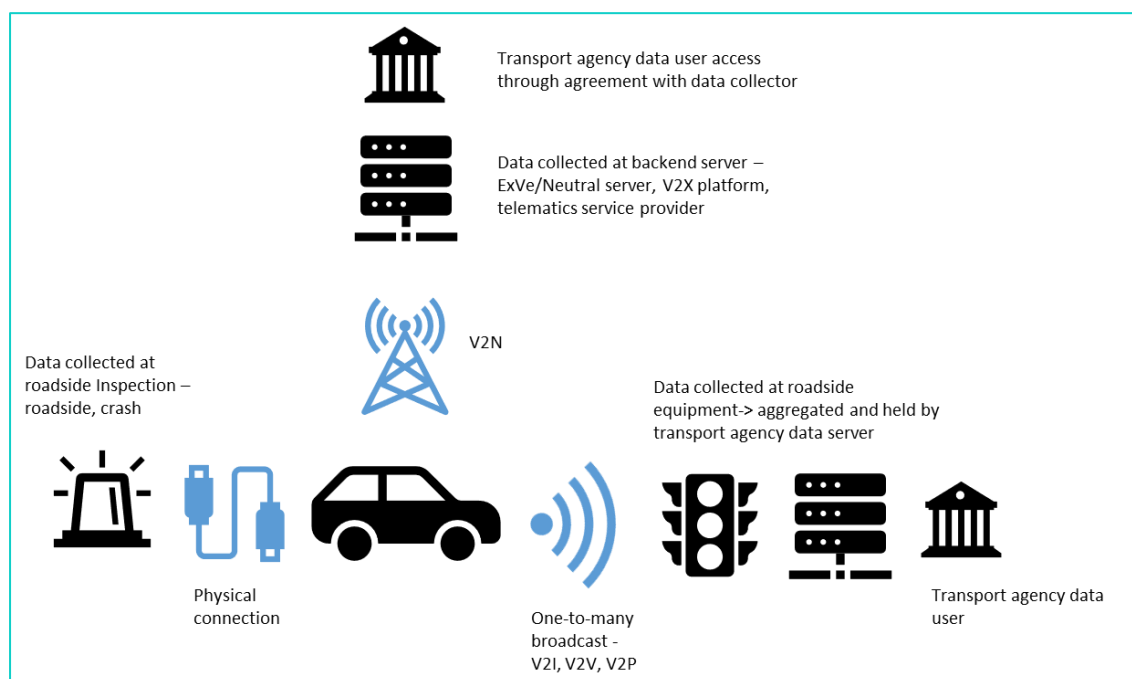 Transport agency data user access
through agreement with data collector
Data collected at backend server –
ExVe/Neutral server, V2X platform,
telematics service provider
V2N
Data collected at
roadside Inspection –
roadside, crash
Data collected at roadside
equipment-> aggregated and held by
transport agency data server
Physical
connection
One-to-many
broadcast -
V2I, V2V, V2P
Transport agency data
user